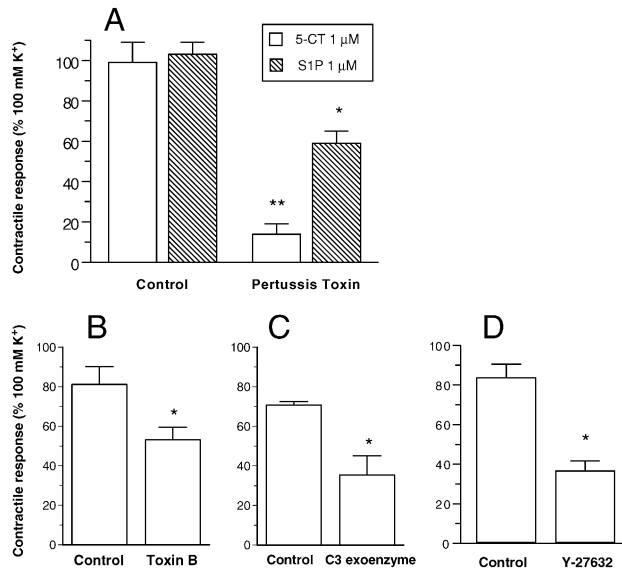 A
5-CT 1 µM
S1P 1 µM
Contractile response (% 100 mM K⁺)
100
80
60
40
20
0
*
**
Control
Pertussis Toxin
B
C
D
Contractile response (% 100 mM K⁺)
100
80
60
40
20
0
*
Control
Toxin B
100
80
60
40
20
0
*
Control
C3 exoenzyme
100
80
60
40
20
0
*
Control
Y-27632